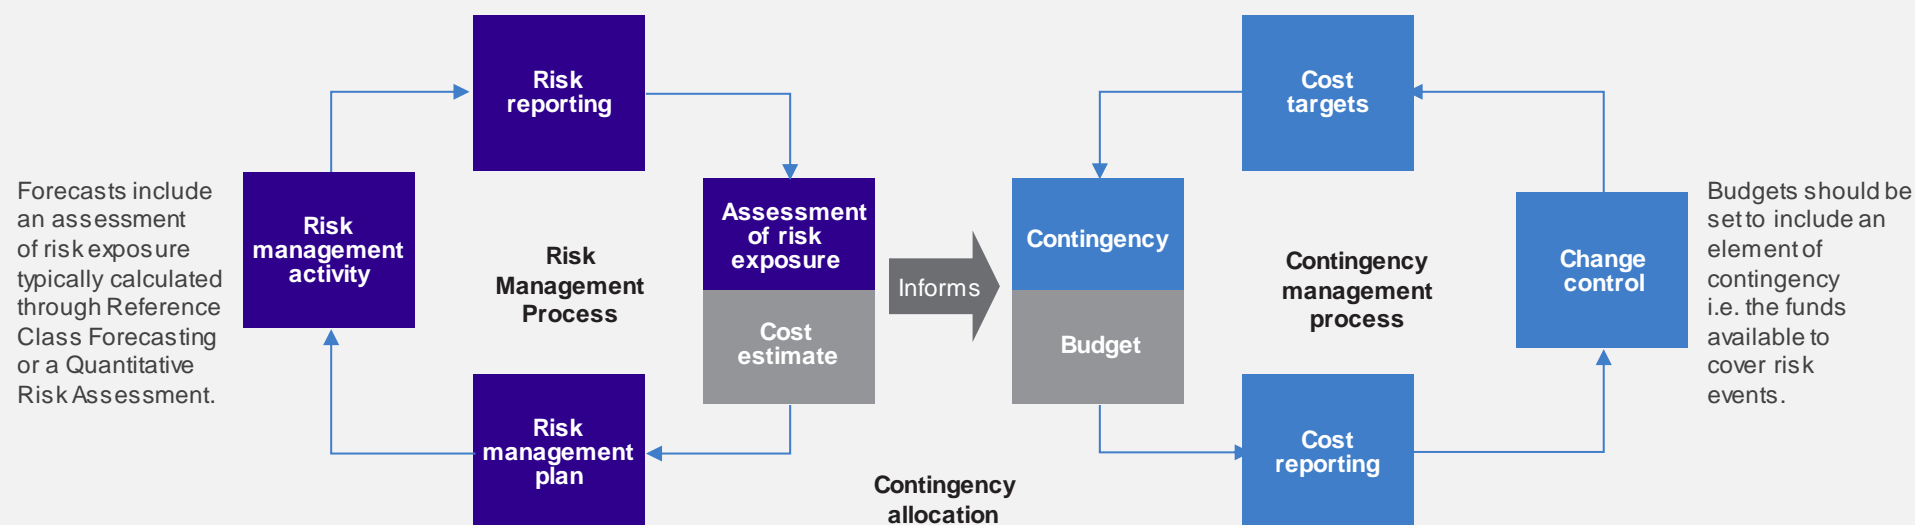 Risk
reporting
Cost
targets
Forecasts include
an assessment
of risk exposure
typically calculated
through Reference
Class Forecasting
or a Quantitative
Risk Assessment.
Risk
management
activity
Risk
Management
Process
Assessment
of risk
exposure
Cost
estimate
Informs
Contingency
Budget
Contingency
management
process
Change
control
Budgets should be
set to include an
element of
contingency
i.e. the funds
available to
cover risk
events.
Risk
management
plan
Contingency
allocation
Cost
reporting